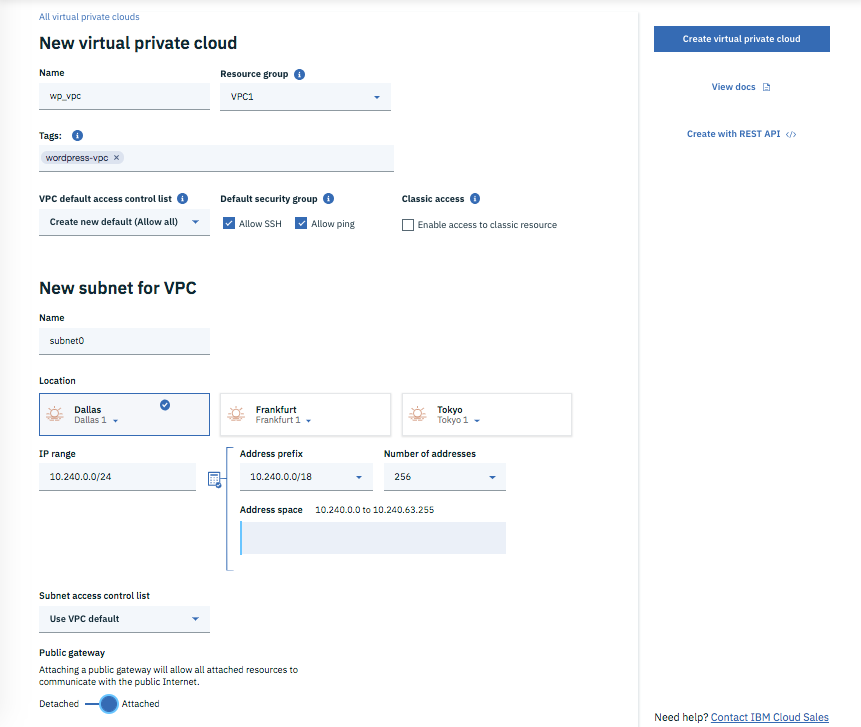 All virtual private clouds
New virtual private cloud
Name
Resource group
wp_vpc
VPC1
Tags:
wordpress-vpc ×
VPC default access control list
Default security group
Classic access
Create new default (Allow all)
Allow SSH
Allow ping
Enable access to classic resource
New subnet for VPC
Name
subnet0
Location
Dallas
Dallas 1
Frankfurt
Frankfurt 1
Tokyo
Tokyo 1
IP range
10.240.0.0/24
Address prefix
Number of addresses
10.240.0.0/18
256
Address space 10.240.0.0 to 10.240.63.255
Subnet access control list
Use VPC default
Public gateway
Attaching a public gateway will allow all attached resources to
communicate with the public Internet.
Detached
Attached
Create virtual private cloud
View docs
Create with REST API </>
Need help? Contact IBM Cloud Sales